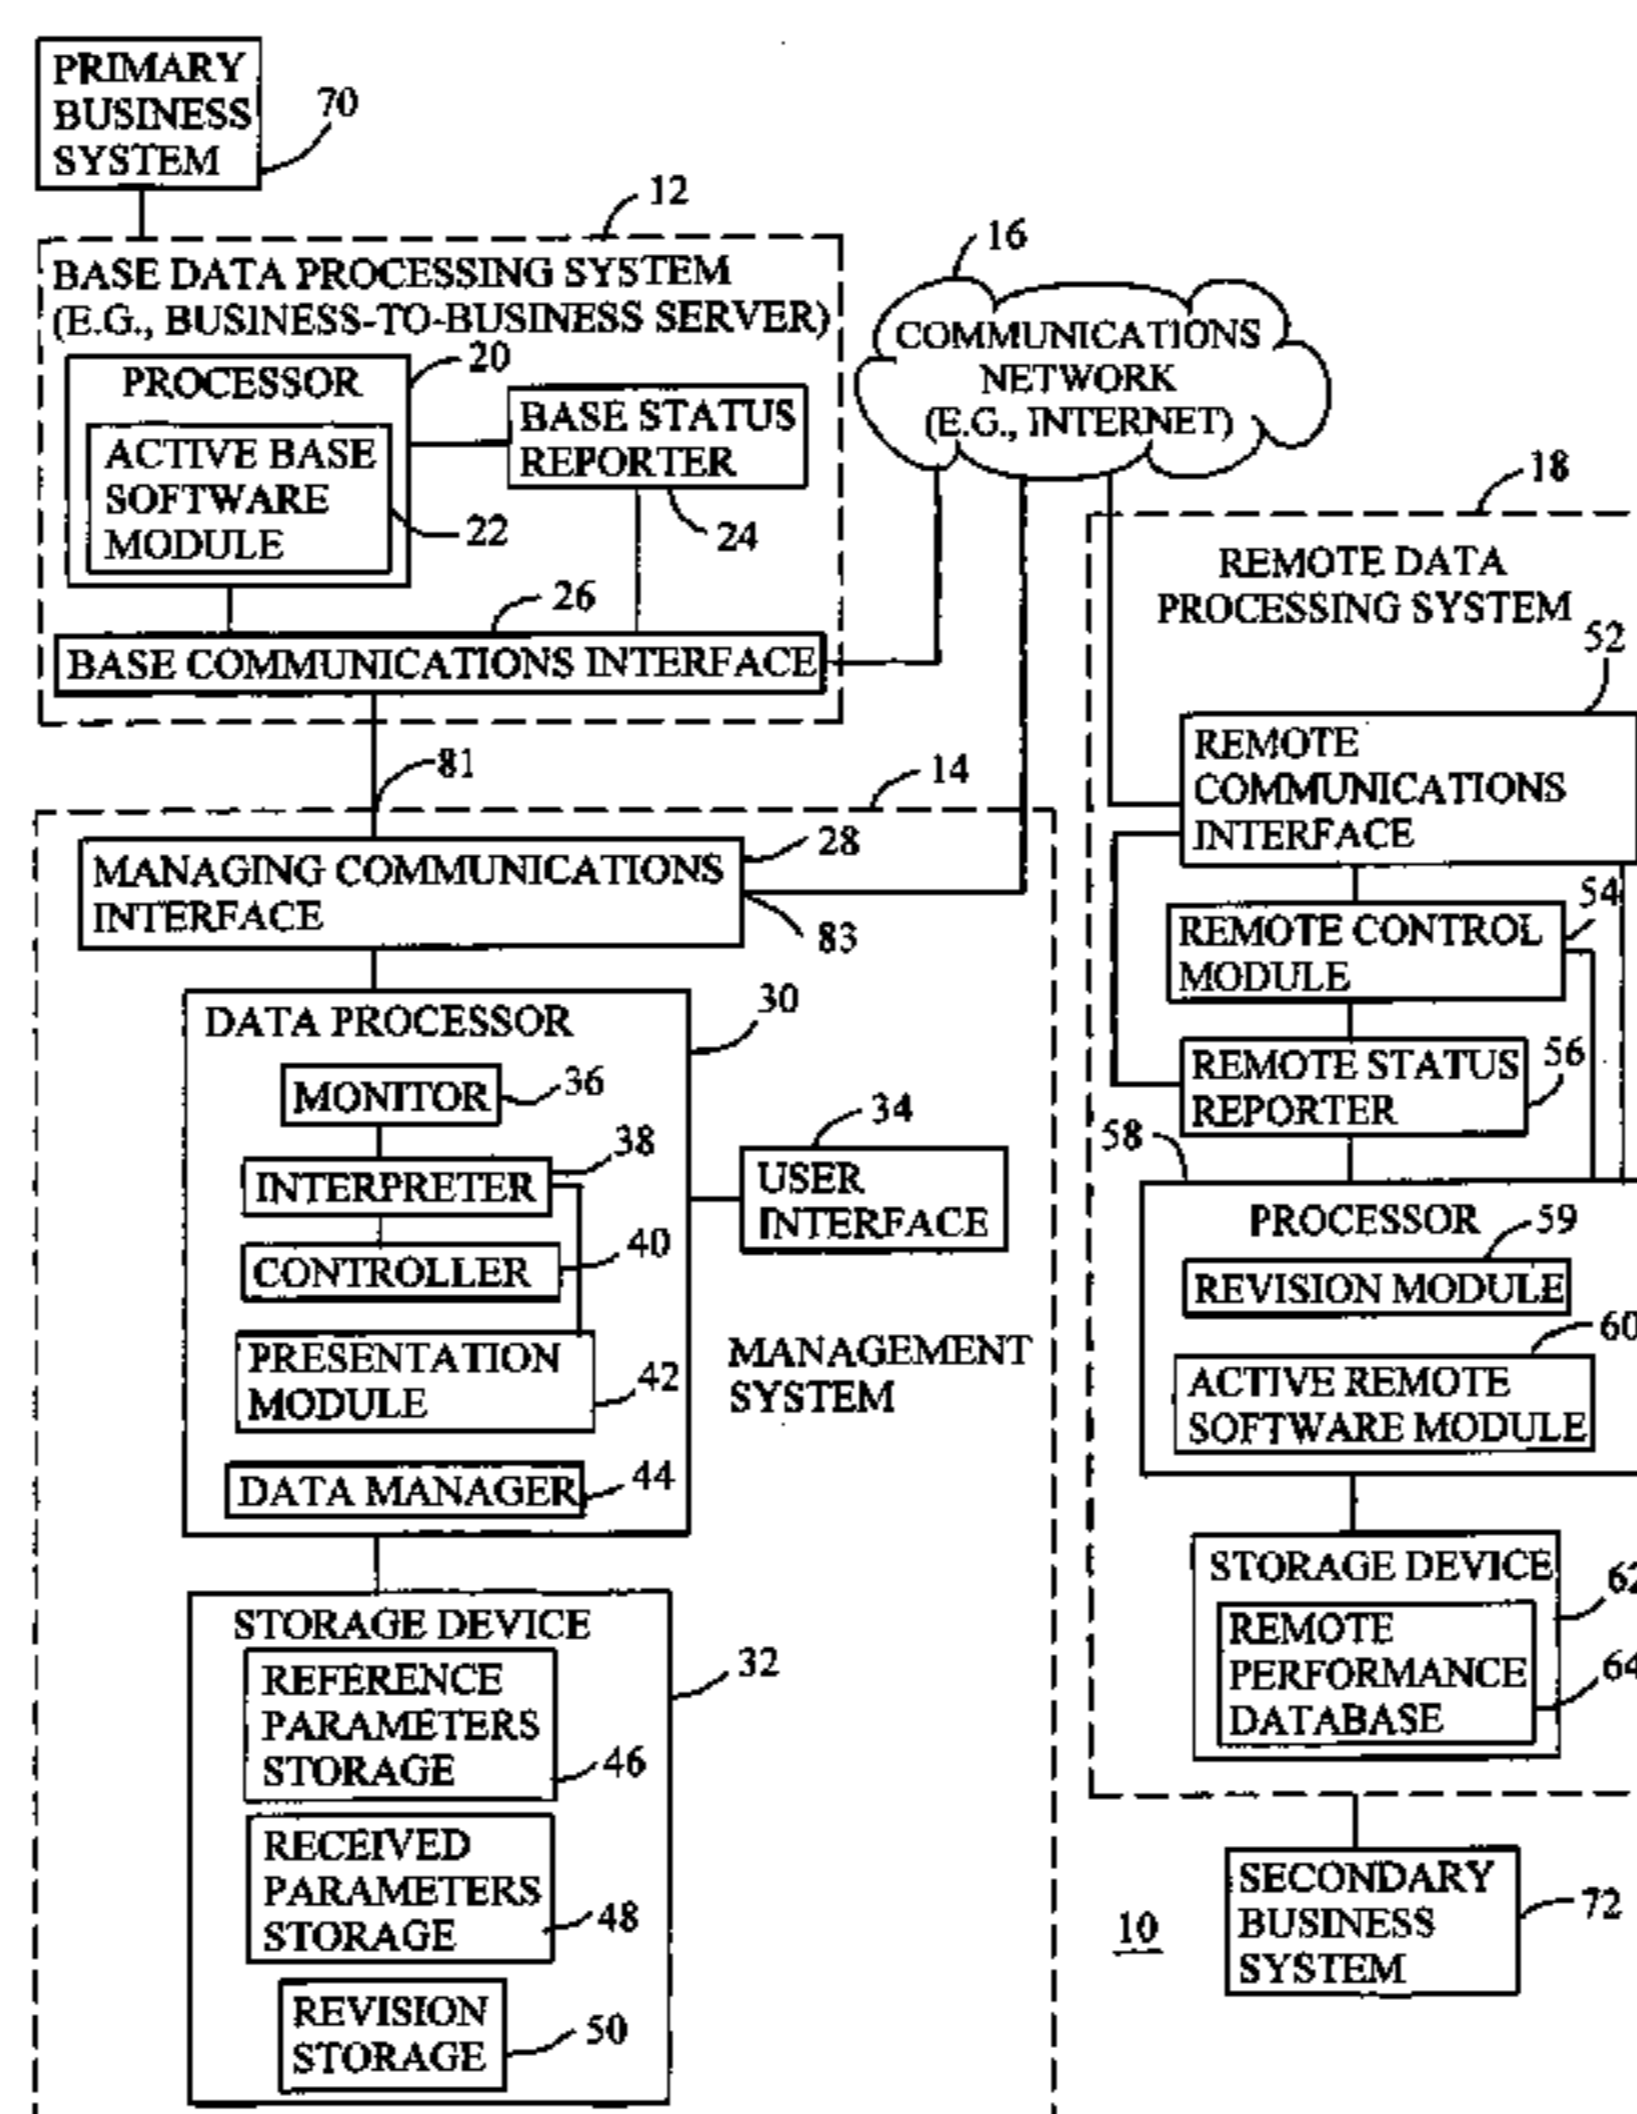 PRIMARY
BUSINESS
SYSTEM
70
12
BASE DATA PROCESSING SYSTEM
(E.G., BUSINESS-TO-BUSINESS SERVER)
PROCESSOR
20
ACTIVE BASE
SOFTWARE
MODULE
22
BASE STATUS
REPORTER
24
26
BASE COMMUNICATIONS INTERFACE
16
COMMUNICATIONS
NETWORK
(E.G., INTERNET)
81
14
MANAGING COMMUNICATIONS
INTERFACE
28
83
DATA PROCESSOR
30
MONITOR
36
INTERPRETER
38
CONTROLLER
40
PRESENTATION
MODULE
42
DATA MANAGER
44
34
USER
INTERFACE
MANAGEMENT
SYSTEM
STORAGE DEVICE
32
REFERENCE
PARAMETERS
STORAGE
46
RECEIVED
PARAMETERS
STORAGE
48
REVISION
STORAGE
50
18
REMOTE DATA
PROCESSING SYSTEM
52
REMOTE
COMMUNICATIONS
INTERFACE
54
REMOTE CONTROL
MODULE
REMOTE STATUS
REPORTER
56
58
PROCESSOR
59
REVISION MODULE
60
ACTIVE REMOTE
SOFTWARE MODULE
STORAGE DEVICE
62
REMOTE
PERFORMANCE
DATABASE
64
10
SECONDARY
BUSINESS
SYSTEM
72